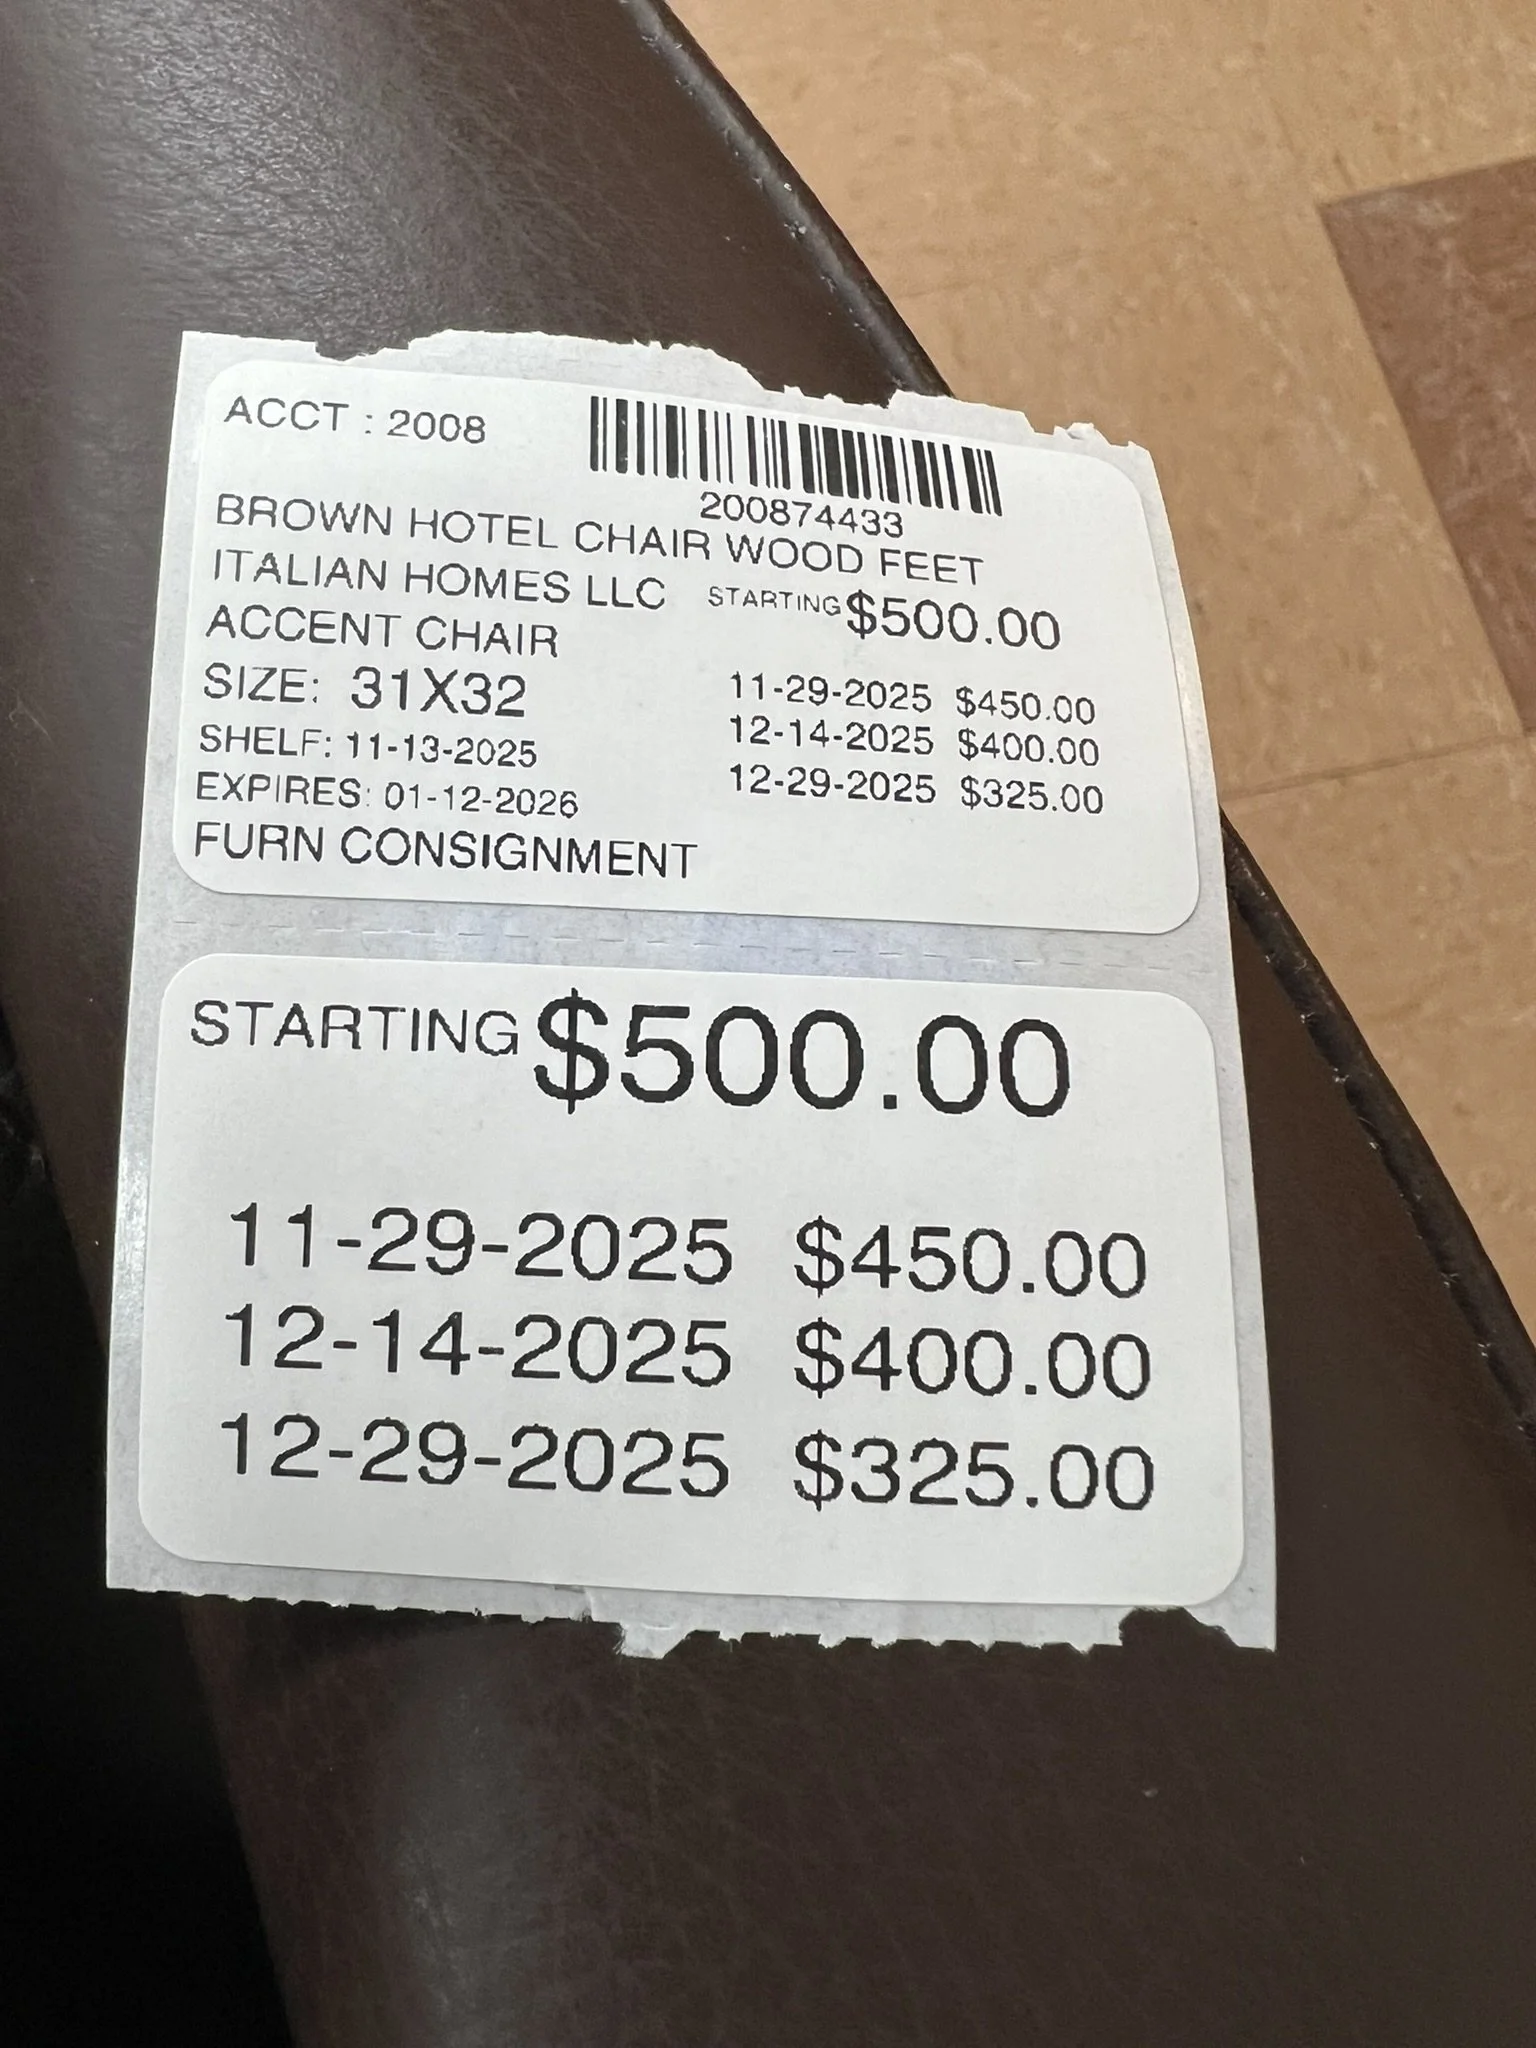 ACCT : 2008
200874433
BROWN HOTEL CHAIR WOOD FEET
ITALIAN HOMES LLC STARTING $500.00
ACCENT CHAIR
SIZE: 31X32
11-29-2025 $450.00
SHELF: 11-13-2025
12-14-2025 $400.00
EXPIRES: 01-12-2026
12-29-2025 $325.00
FURN CONSIGNMENT
STARTING $500.00
11-29-2025 $450.00
12-14-2025 $400.00
12-29-2025 $325.00